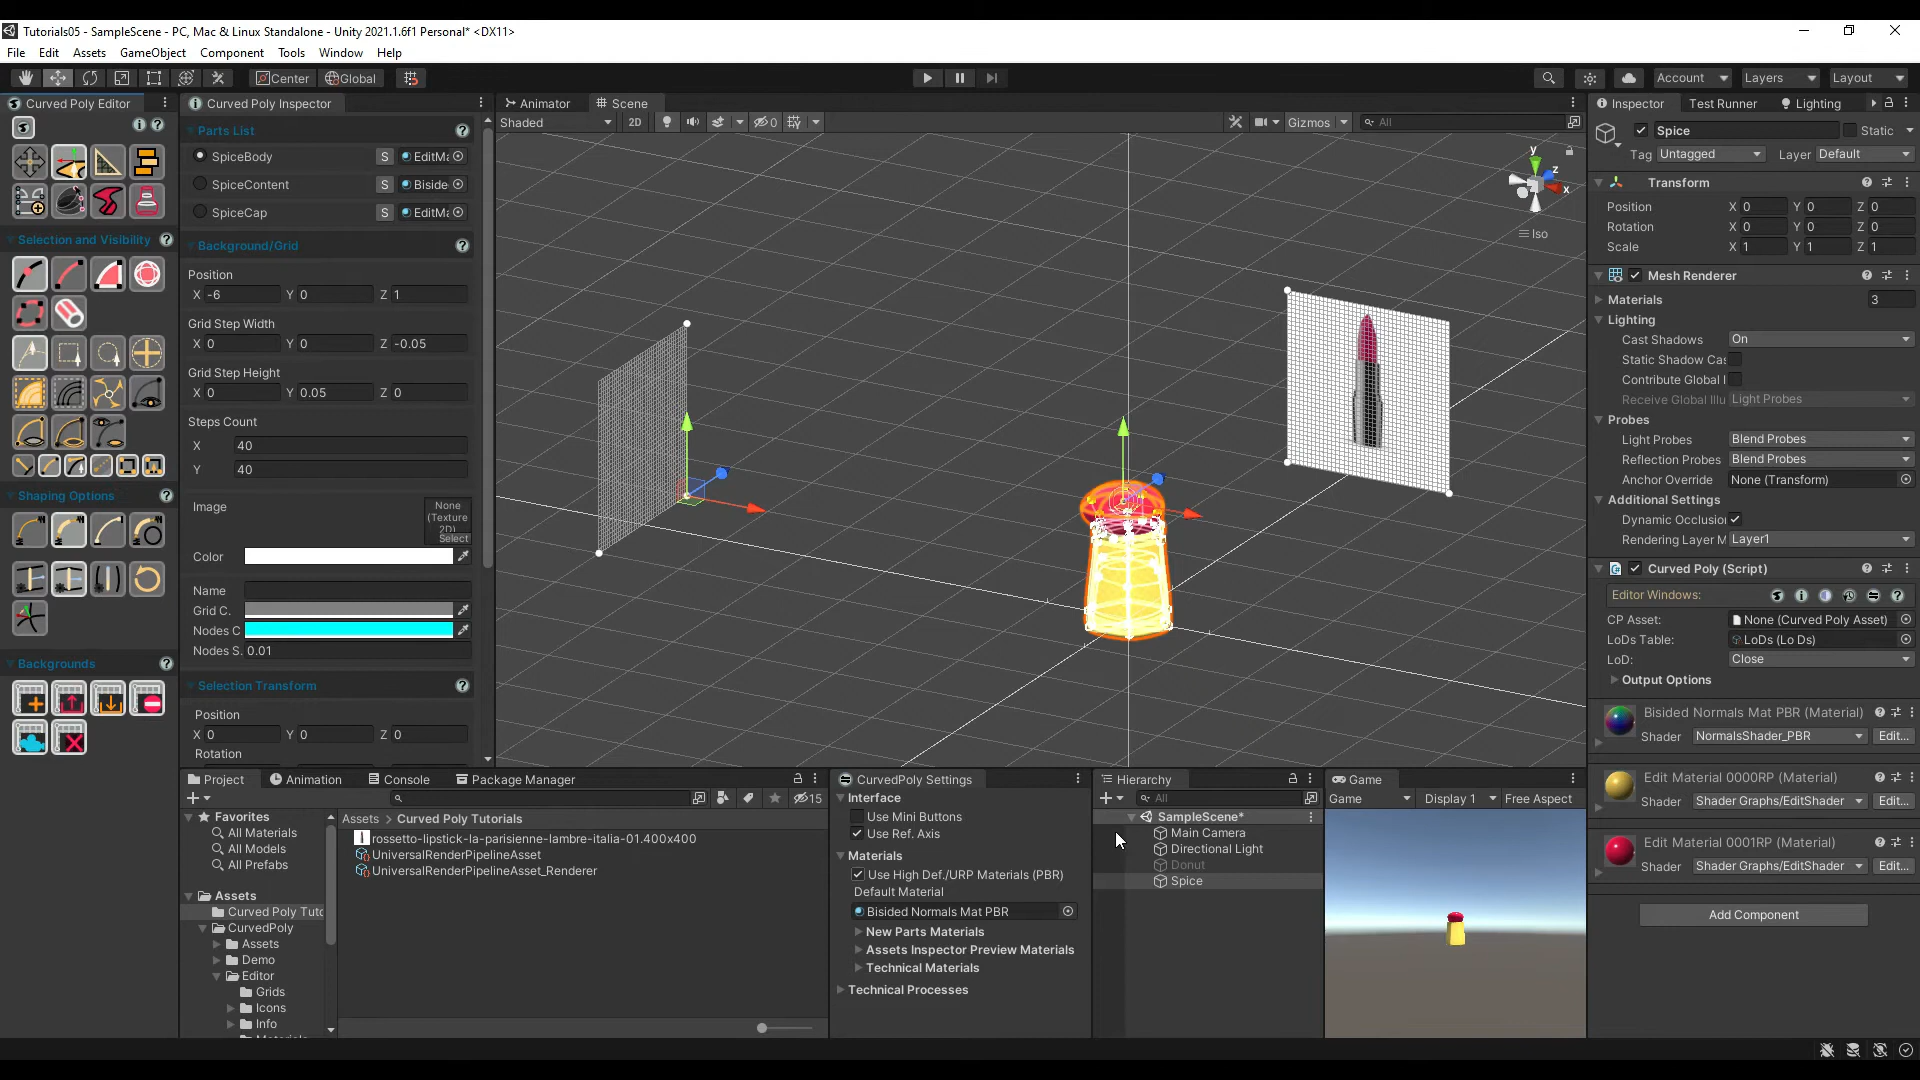 Tutorials05 - SampleScene - PC, Mac & Linux Standalone - Unity 2021.1.6f1 Personal* <DX11>
File Edit Assets GameObject Component Tools Window Help
Center Global Account Layers Layout
Curved Poly Editor
Selection and Visibility
Shaping Options
Backgrounds
Curved Poly Inspector
Parts List
SpiceBody S EditMa
SpiceContent S Biside
SpiceCap S EditMa
Background/Grid
Position
X -6 Y 0 Z 1
Grid Step Width
X 0 Y 0 Z -0.05
Grid Step Height
X 0 Y 0.05 Z 0
Steps Count
X 40
Y 40
Image
None
(Texture
2D)
Select
Color
Name
Grid C.
Nodes C
Nodes S. 0.01
Selection Transform
Position
X 0 Y 0 Z 0
Rotation
Animator Scene
Shaded 2D 0 Gizmos All
y
z
x
Iso
Inspector Test Runner Lighting
Spice Static
Tag Untagged Layer Default
Transform
Position X 0 Y 0 Z 0
Rotation X 0 Y 0 Z 0
Scale X 1 Y 1 Z 1
Mesh Renderer
Materials 3
Lighting
Cast Shadows On
Static Shadow Cas
Contribute Global I
Receive Global Illu Light Probes
Probes
Light Probes Blend Probes
Reflection Probes Blend Probes
Anchor Override None (Transform)
Additional Settings
Dynamic Occlusion
Rendering Layer M Layer1
Curved Poly (Script)
Editor Windows:
CP Asset: None (Curved Poly Asset)
LoDs Table: LoDs (Lo Ds)
LoD: Close
Output Options
Bisided Normals Mat PBR (Material)
Shader NormalsShader_PBR Edit...
Edit Material 0000RP (Material)
Shader Shader Graphs/EditShader Edit...
Edit Material 0001RP (Material)
Shader Shader Graphs/EditShader Edit...
Add Component
Project Animation Console Package Manager
15
Favorites
All Materials
All Models
All Prefabs
Assets
Curved Poly Tuto
CurvedPoly
Assets
Demo
Editor
Grids
Icons
Info
Assets > Curved Poly Tutorials
rossetto-lipstick-la-parisienne-lambre-italia-01.400x400
UniversalRenderPipelineAsset
UniversalRenderPipelineAsset_Renderer
CurvedPoly Settings
Interface
Use Mini Buttons
Use Ref. Axis
Materials
Use High Def./URP Materials (PBR)
Default Material
Bisided Normals Mat PBR
New Parts Materials
Assets Inspector Preview Materials
Technical Materials
Technical Processes
Hierarchy
All
SampleScene*
Main Camera
Directional Light
Donut
Spice
Game
Game Display 1 Free Aspect